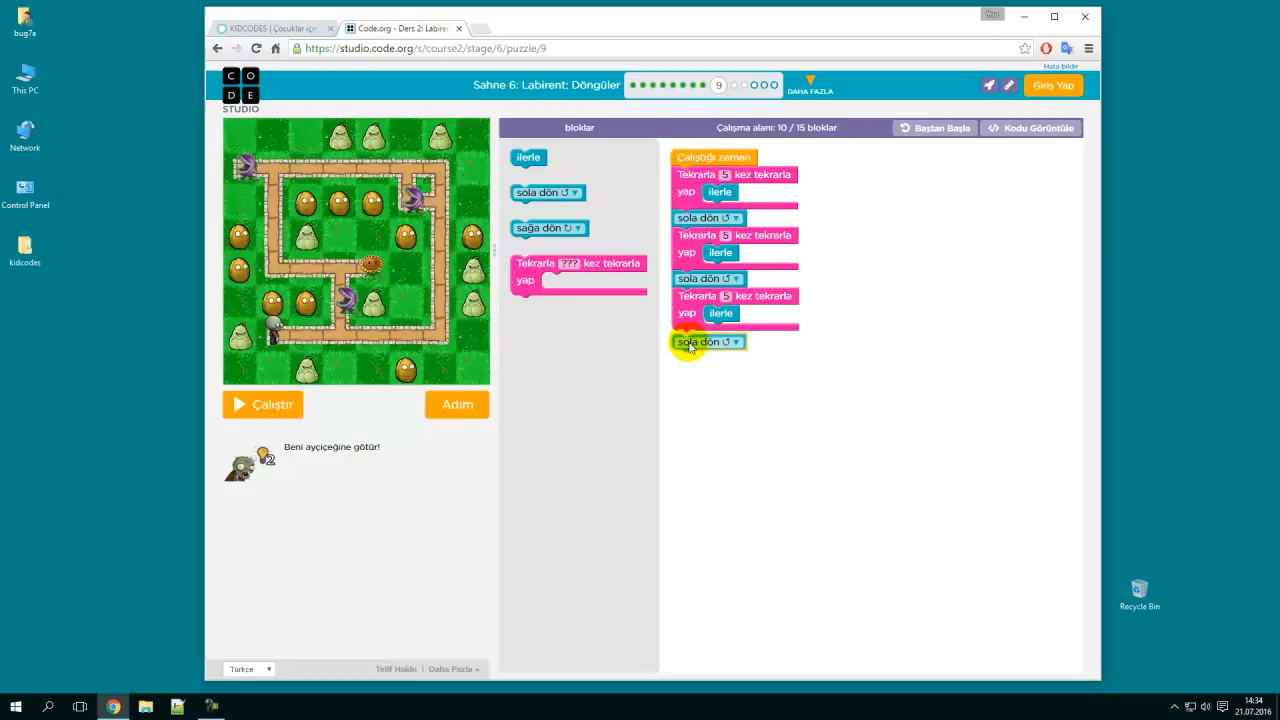 bug7a
This PC
Network
Control Panel
kidcodes
Recycle Bin
KIDCODES | Çocuklar içi
Code.org - Ders 2: Labire
https://studio.code.org/s/course2/stage/6/puzzle/9
Hata bildir
CODE
STUDIO
Sahne 6: Labirent: Döngüler
9
DAHA FAZLA
Giriş Yap
bloklar
Çalışma alanı: 10 / 15 bloklar
Baştan Başla
</> Kodu Görüntüle
ilerle
sola dön ↺
sağa dön ↻
Tekrarla ??? kez tekrarla
yap
Çalıştığı zaman
Tekrarla 5 kez tekrarla
yap ilerle
sola dön ↺
Tekrarla 5 kez tekrarla
yap ilerle
sola dön ↺
Tekrarla 5 kez tekrarla
yap ilerle
sola dön ↺
Çalıştır
Adım
2
Beni ayçiçeğine götür!
Türkçe
Telif Hakkı
Daha Fazla
14:34
21.07.2016